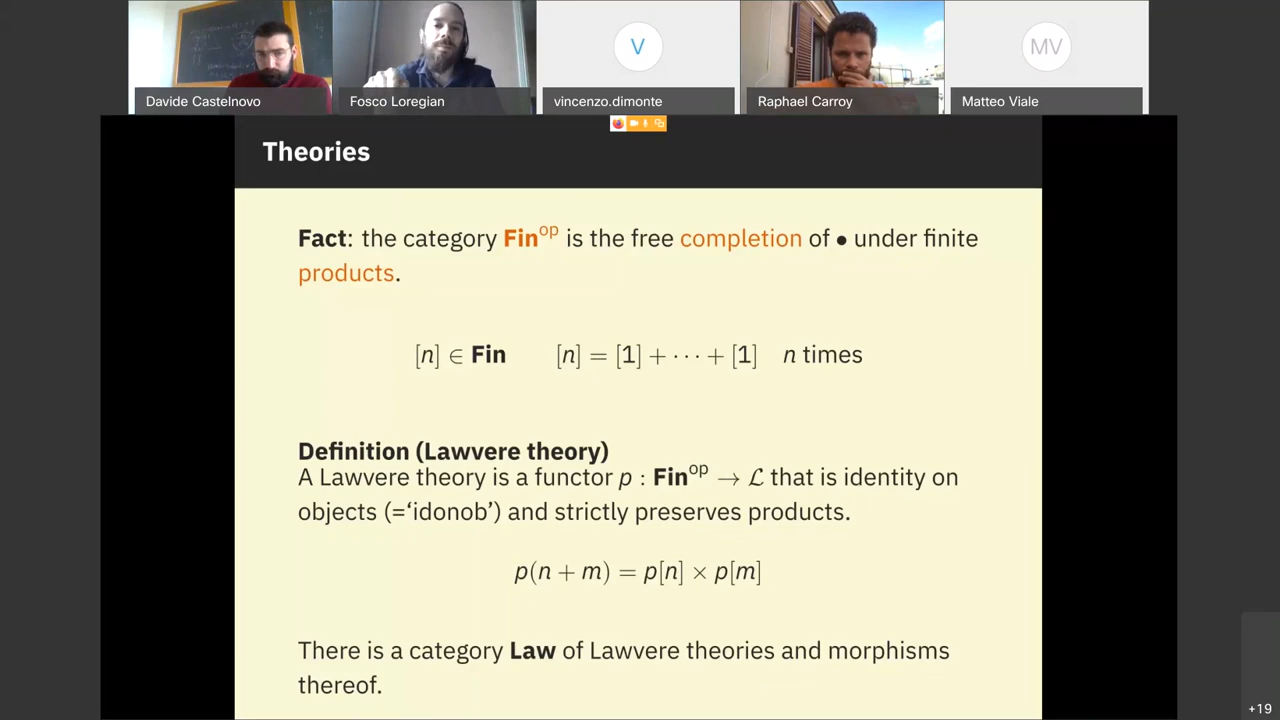 V
MV
Davide Castelnovo
Fosco Loregian
vincenzo.dimonte
Raphael Carroy
Matteo Viale
Theories
Fact: the category Fin^op is the free completion of • under finite
products.
[n] ∈ Fin [n] = [1] + ⋯ + [1] n times
Definition (Lawvere theory)
A Lawvere theory is a functor p : Fin^op → ℒ that is identity on
objects (=‘idonob’) and strictly preserves products.
p(n + m) = p[n] × p[m]
There is a category Law of Lawvere theories and morphisms
thereof.
+19